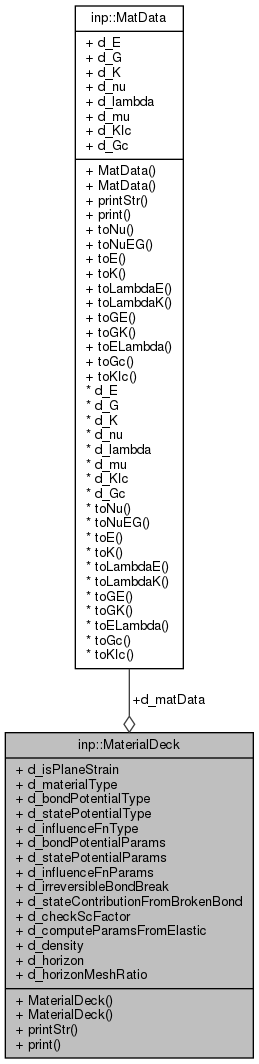 inp::MatData
+ d_E
+ d_G
+ d_K
+ d_nu
+ d_lambda
+ d_mu
+ d_KIc
+ d_Gc
+ MatData()
+ MatData()
+ printStr()
+ print()
+ toNu()
+ toNuEG()
+ toE()
+ toK()
+ toLambdaE()
+ toLambdaK()
+ toGE()
+ toGK()
+ toELambda()
+ toGc()
+ toKIc()
* d_E
* d_G
* d_K
* d_nu
* d_lambda
* d_mu
* d_KIc
* d_Gc
* toNu()
* toNuEG()
* toE()
* toK()
* toLambdaE()
* toLambdaK()
* toGE()
* toGK()
* toELambda()
* toGc()
* toKIc()
+d_matData
inp::MaterialDeck
+ d_isPlaneStrain
+ d_materialType
+ d_bondPotentialType
+ d_statePotentialType
+ d_influenceFnType
+ d_bondPotentialParams
+ d_statePotentialParams
+ d_influenceFnParams
+ d_irreversibleBondBreak
+ d_stateContributionFromBrokenBond
+ d_checkScFactor
+ d_computeParamsFromElastic
+ d_density
+ d_horizon
+ d_horizonMeshRatio
+ MaterialDeck()
+ MaterialDeck()
+ printStr()
+ print()